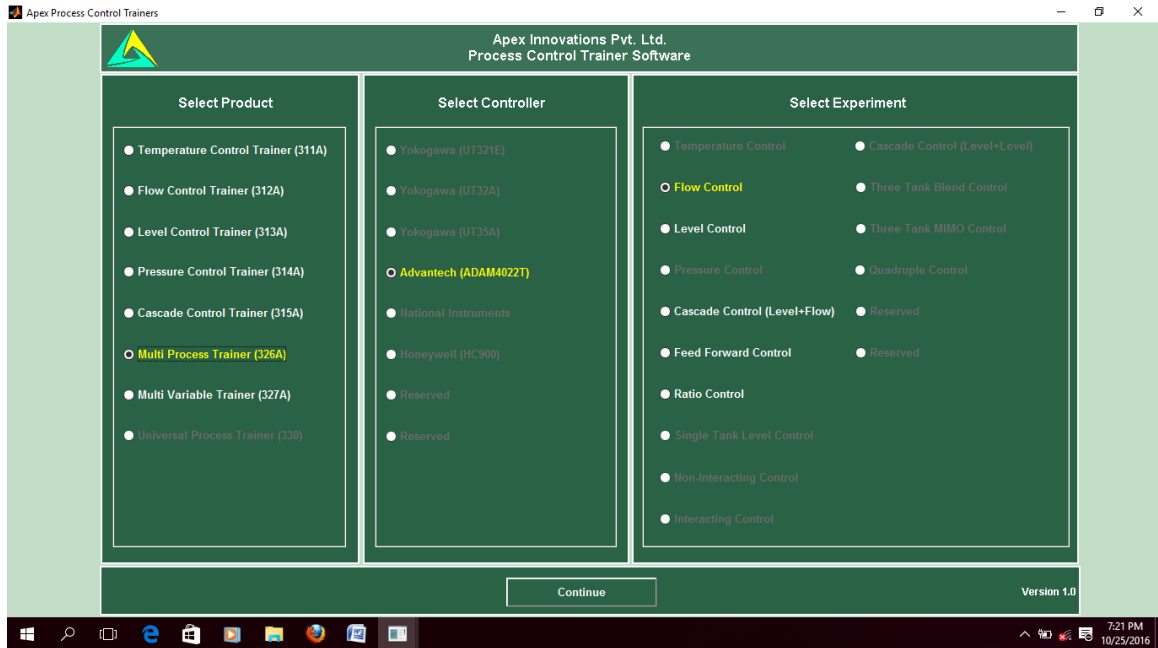 Apex Process Control Trainers
Apex Innovations Pvt. Ltd.
Process Control Trainer Software
Select Product
Temperature Control Trainer (311A)
Flow Control Trainer (312A)
Level Control Trainer (313A)
Pressure Control Trainer (314A)
Cascade Control Trainer (315A)
Multi Process Trainer (326A)
Multi Variable Trainer (327A)
Universal Process Trainer (330)
Select Controller
Yokogawa (UT321E)
Yokogawa (UT32A)
Yokogawa (UT35A)
Advantech (ADAM4022T)
National Instruments
Honeywell (HC900)
Reserved
Reserved
Select Experiment
Temperature Control
Flow Control
Level Control
Pressure Control
Cascade Control (Level+Flow)
Feed Forward Control
Ratio Control
Single Tank Level Control
Non-Interacting Control
Interacting Control
Cascade Control (Level+Level)
Three Tank Blend Control
Three Tank MIMO Control
Quadruple Control
Reserved
Reserved
Continue
Version 1.0
7:21 PM
10/25/2016